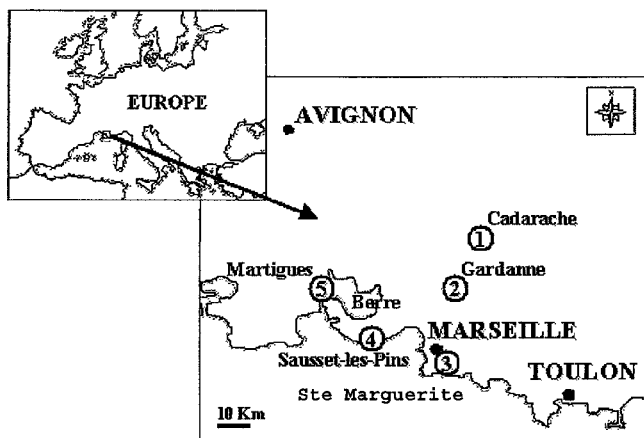 EUROPE
N
AVIGNON
Cadarache
1
Martigues
Gardanne
5
2
Berre
4
MARSEILLE
Sausset-les-Pins
3
Ste Marguerite
TOULON
10 Km